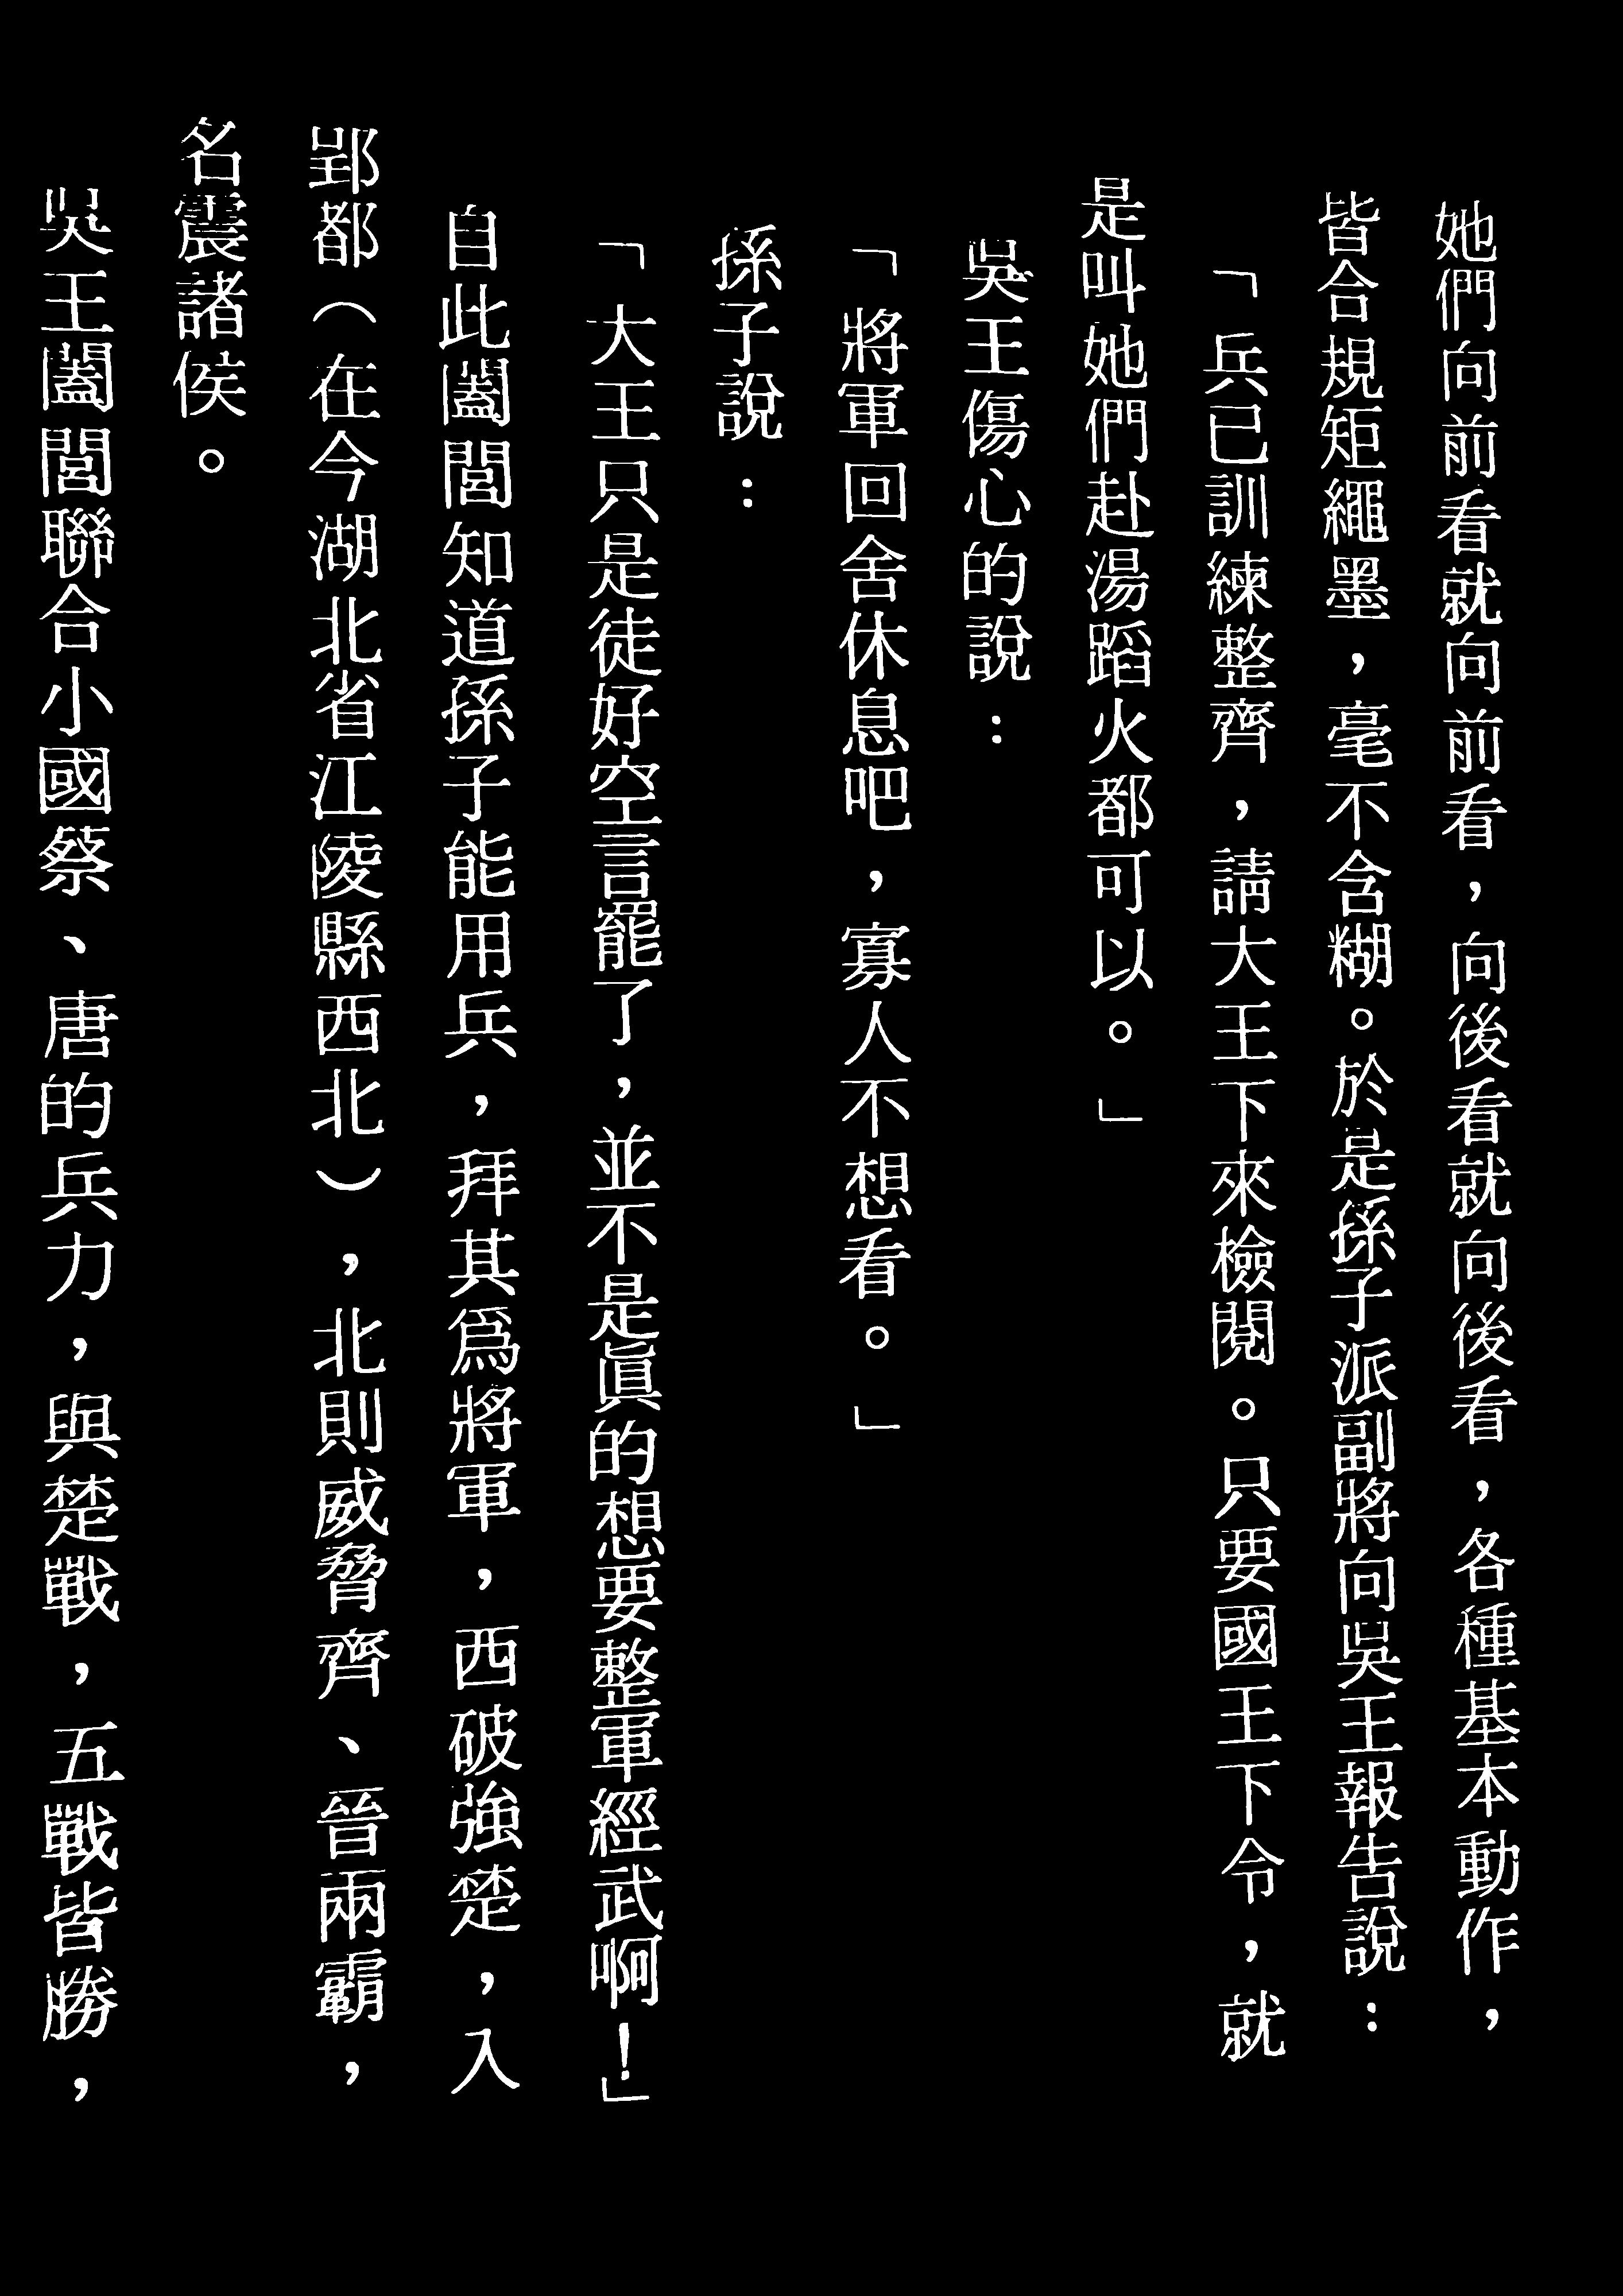 她們向前看就向前看，向後看就向後看，各種基本動作，
皆合規矩繩墨，毫不含糊。於是孫子派副將向吳王報告說：
「兵已訓練整齊，請大王下來檢閱。只要國王下令，就
是叫她們赴湯蹈火都可以。」
吳王傷心的說：
「將軍回舍休息吧，寡人不想看。」
孫子說：
「大王只是徒好空言罷了，並不是眞的想要整軍經武啊！」
自此闔閭知道孫子能用兵，拜其爲將軍，西破強楚，入
郢都（在今湖北省江陵縣西北），北則威脅齊、晉兩霸，
名震諸侯。
吳王闔閭聯合小國蔡、唐的兵力，與楚戰，五戰皆勝，